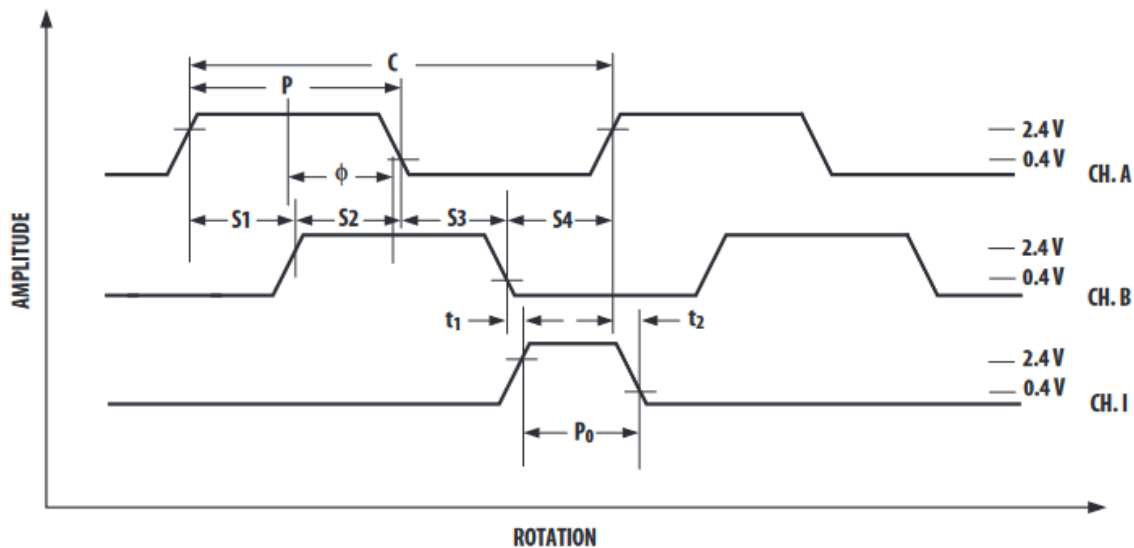 C
P
2.4 V
0.4 V
CH. A
ϕ
S1 S2 S3 S4
AMPLITUDE
2.4 V
0.4 V
CH. B
t₁ t₂
2.4 V
0.4 V
CH. I
P₀
ROTATION